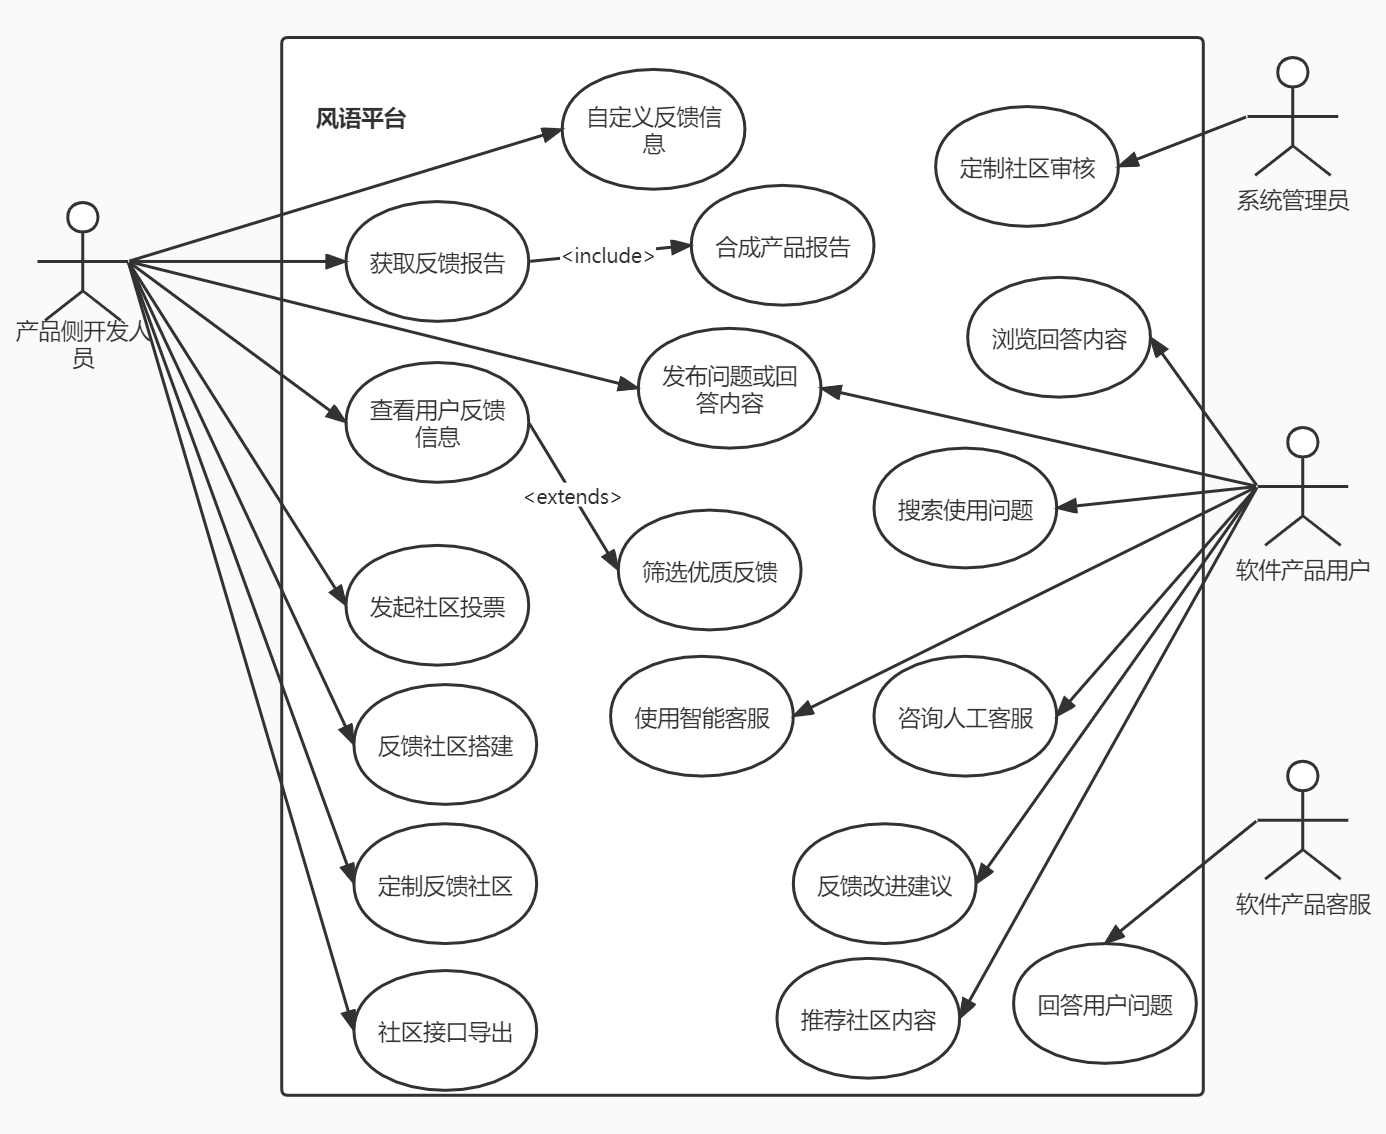 自定义反馈信
息
风语平台
定制社区审核
系统管理员
获取反馈报告
<include>
合成产品报告
产品侧开发人
员
浏览回答内容
发布问题或回
答内容
查看用户反馈
信息
<extends>
搜索使用问题
筛选优质反馈
软件产品用户
发起社区投票
使用智能客服
咨询人工客服
反馈社区搭建
定制反馈社区
反馈改进建议
软件产品客服
社区接口导出
推荐社区内容
回答用户问题